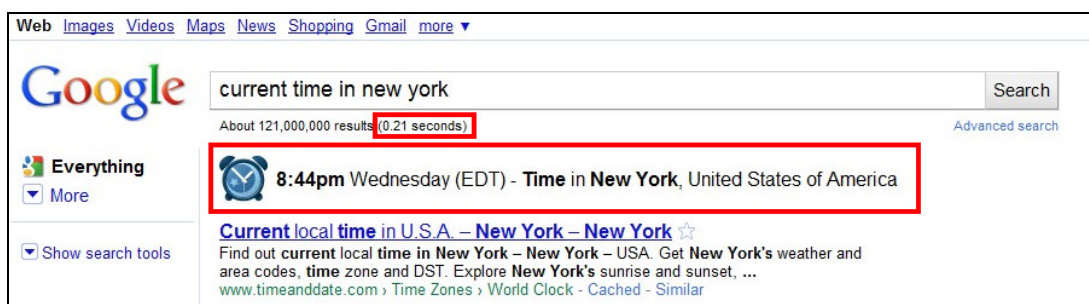 Web Images Videos Maps News Shopping Gmail more ▼
Google
current time in new york
Search
About 121,000,000 results (0.21 seconds)
Advanced search
Everything
More
8:44pm Wednesday (EDT) - Time in New York, United States of America
Show search tools
Current local time in U.S.A. – New York – New York
Find out current local time in New York – New York – USA. Get New York's weather and
area codes, time zone and DST. Explore New York's sunrise and sunset, ...
www.timeanddate.com › Time Zones › World Clock - Cached - Similar